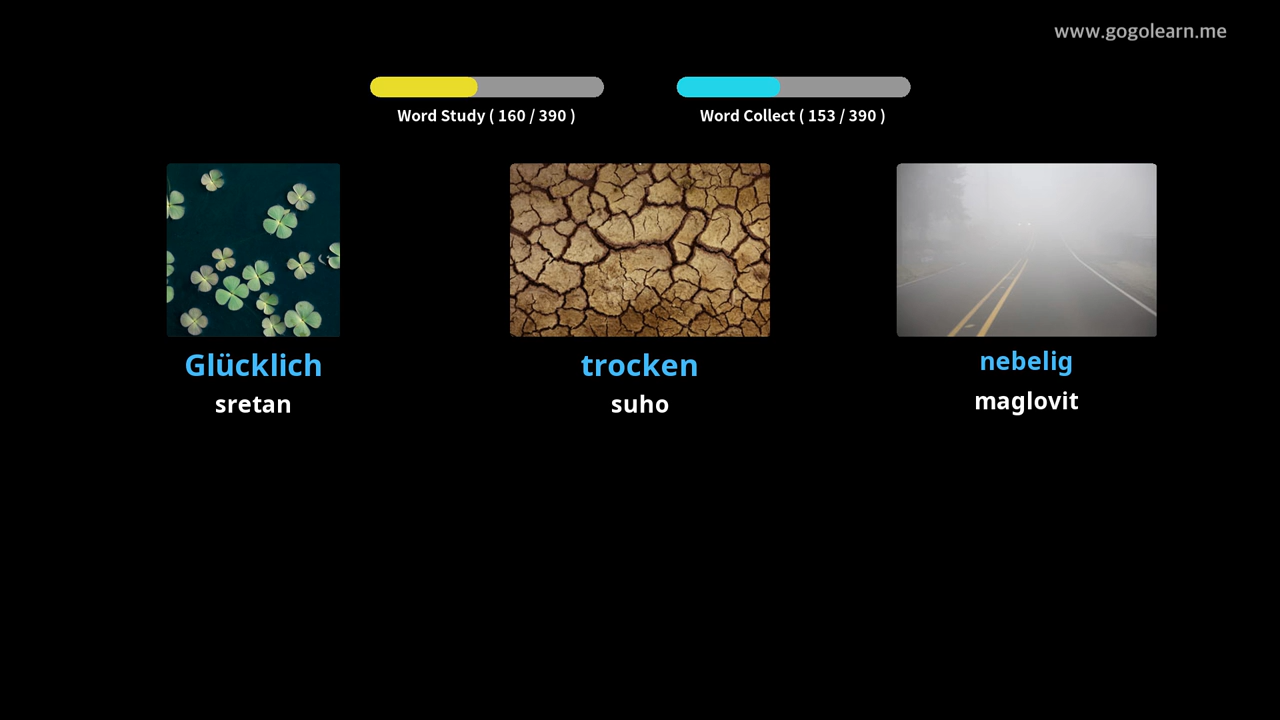 www.gogolearn.me
Word Study ( 160 / 390 )
Word Collect ( 153 / 390 )
Glücklich
sretan
trocken
suho
nebelig
maglovit